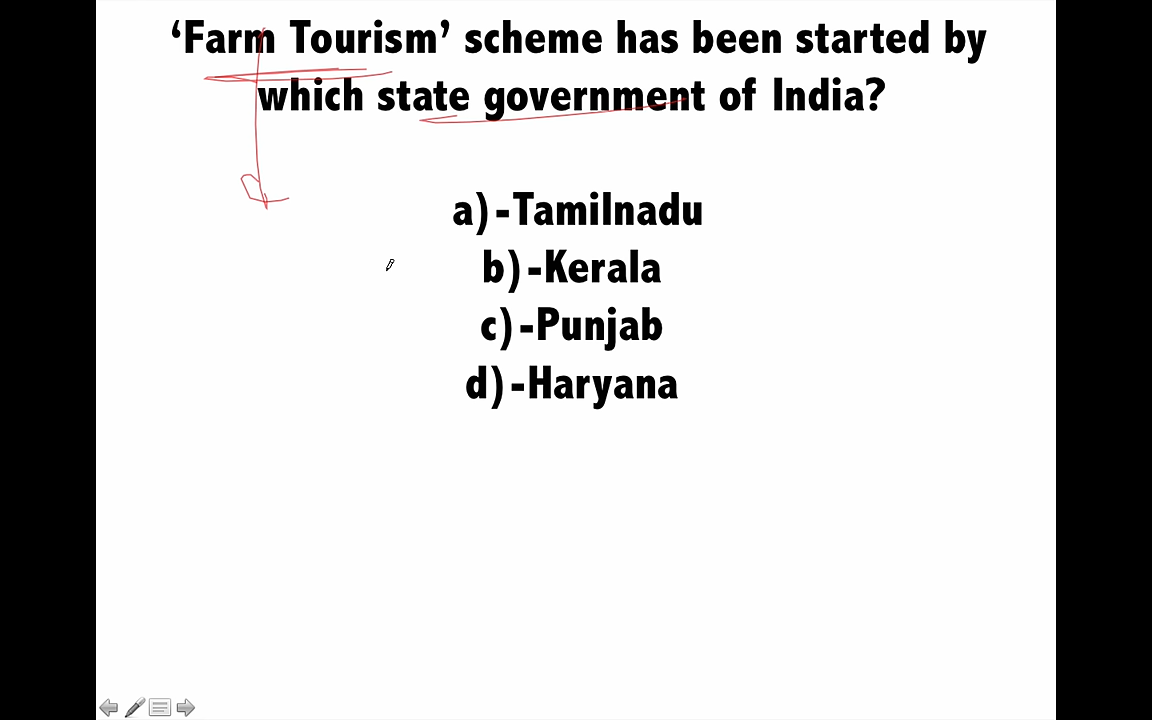 ‘Farm Tourism’ scheme has been started by
which state government of India?
a)-Tamilnadu
b)-Kerala
c)-Punjab
d)-Haryana